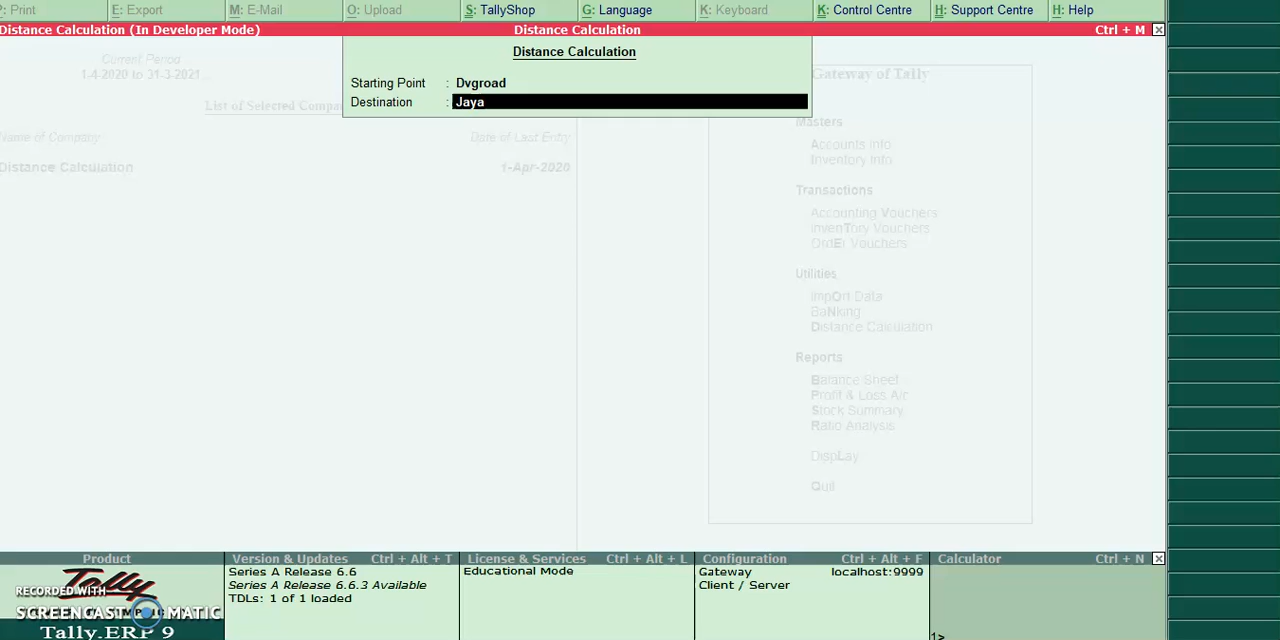 P: Print E: Export M: E-Mail O: Upload S: TallyShop G: Language K: Keyboard K: Control Centre H: Support Centre H: Help
Distance Calculation (In Developer Mode) Distance Calculation Ctrl + M
Distance Calculation
Starting Point : Dvgroad
Destination : Jaya
Current Period
1-4-2020 to 31-3-2021
List of Selected Compa
Name of Company Date of Last Entry
Distance Calculation 1-Apr-2020
Gateway of Tally
Masters
Accounts Info
Inventory Info
Transactions
Accounting Vouchers
InvenTory Vouchers
OrdEr Vouchers
Utilities
ImpOrt Data
BaNking
Distance Calculation
Reports
Balance Sheet
Profit & Loss A/c
Stock Summary
Ratio Analysis
DispLay
Quit
Product
Tally
Tally.ERP 9
RECORDED WITH
SCREENCAST MATIC
Version & Updates Ctrl + Alt + T
Series A Release 6.6
Series A Release 6.6.3 Available
TDLs: 1 of 1 loaded
License & Services Ctrl + Alt + L
Educational Mode
Configuration Ctrl + Alt + F
Gateway localhost:9999
Client / Server
Calculator Ctrl + N
1>